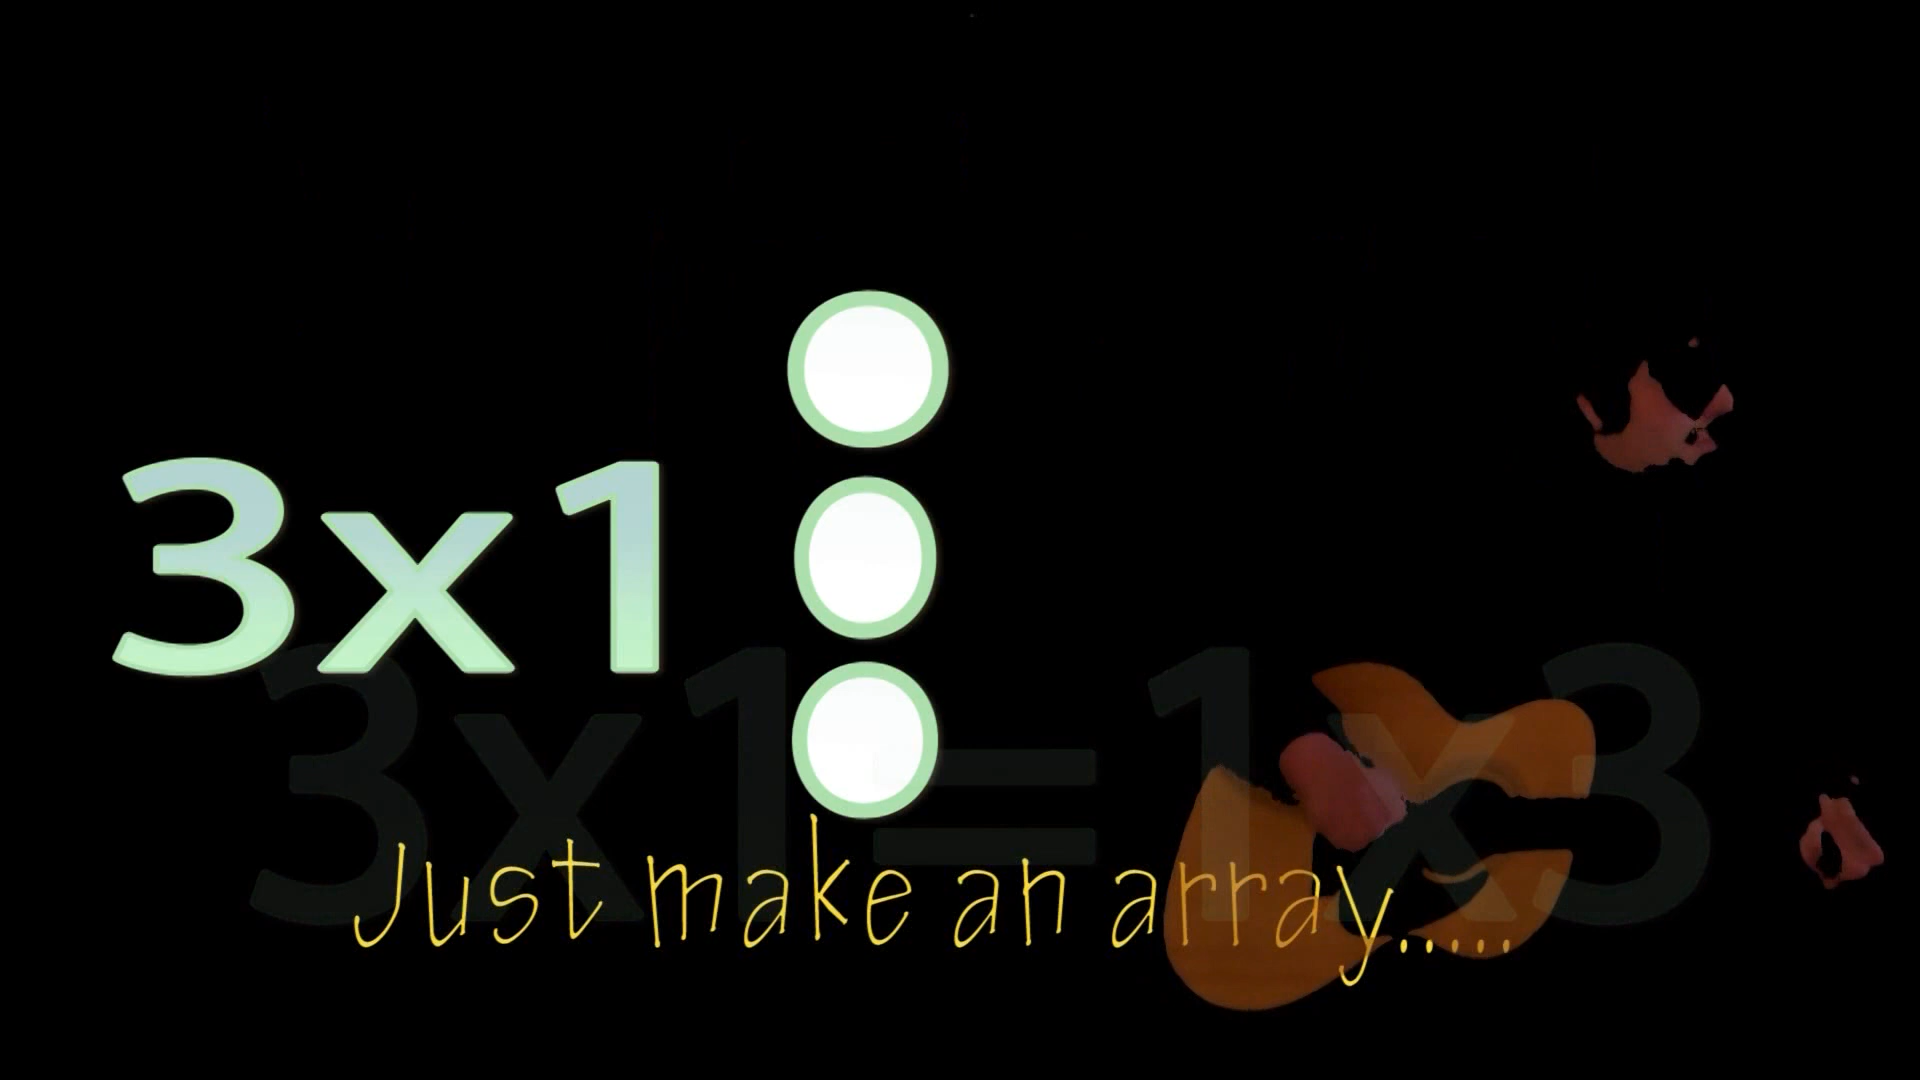 3x1
3x1 = 1x3
Just make an array.....